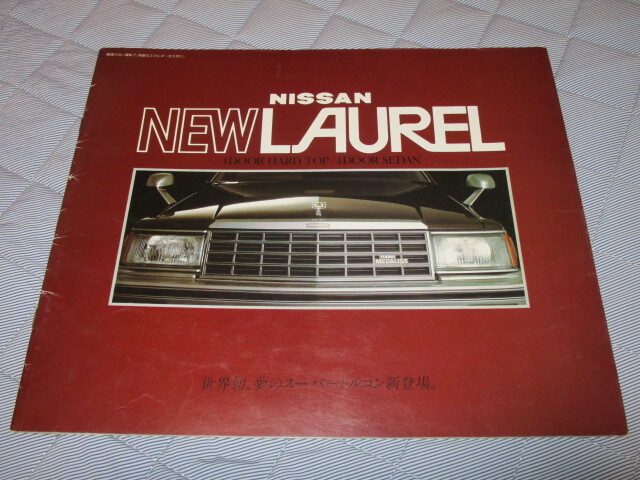 NISSAN
NEW LAUREL
4DOOR HARD TOP / 4DOOR SEDAN
TURBO
MEDALIST
世界初、夢のスーパートルコン新登場。